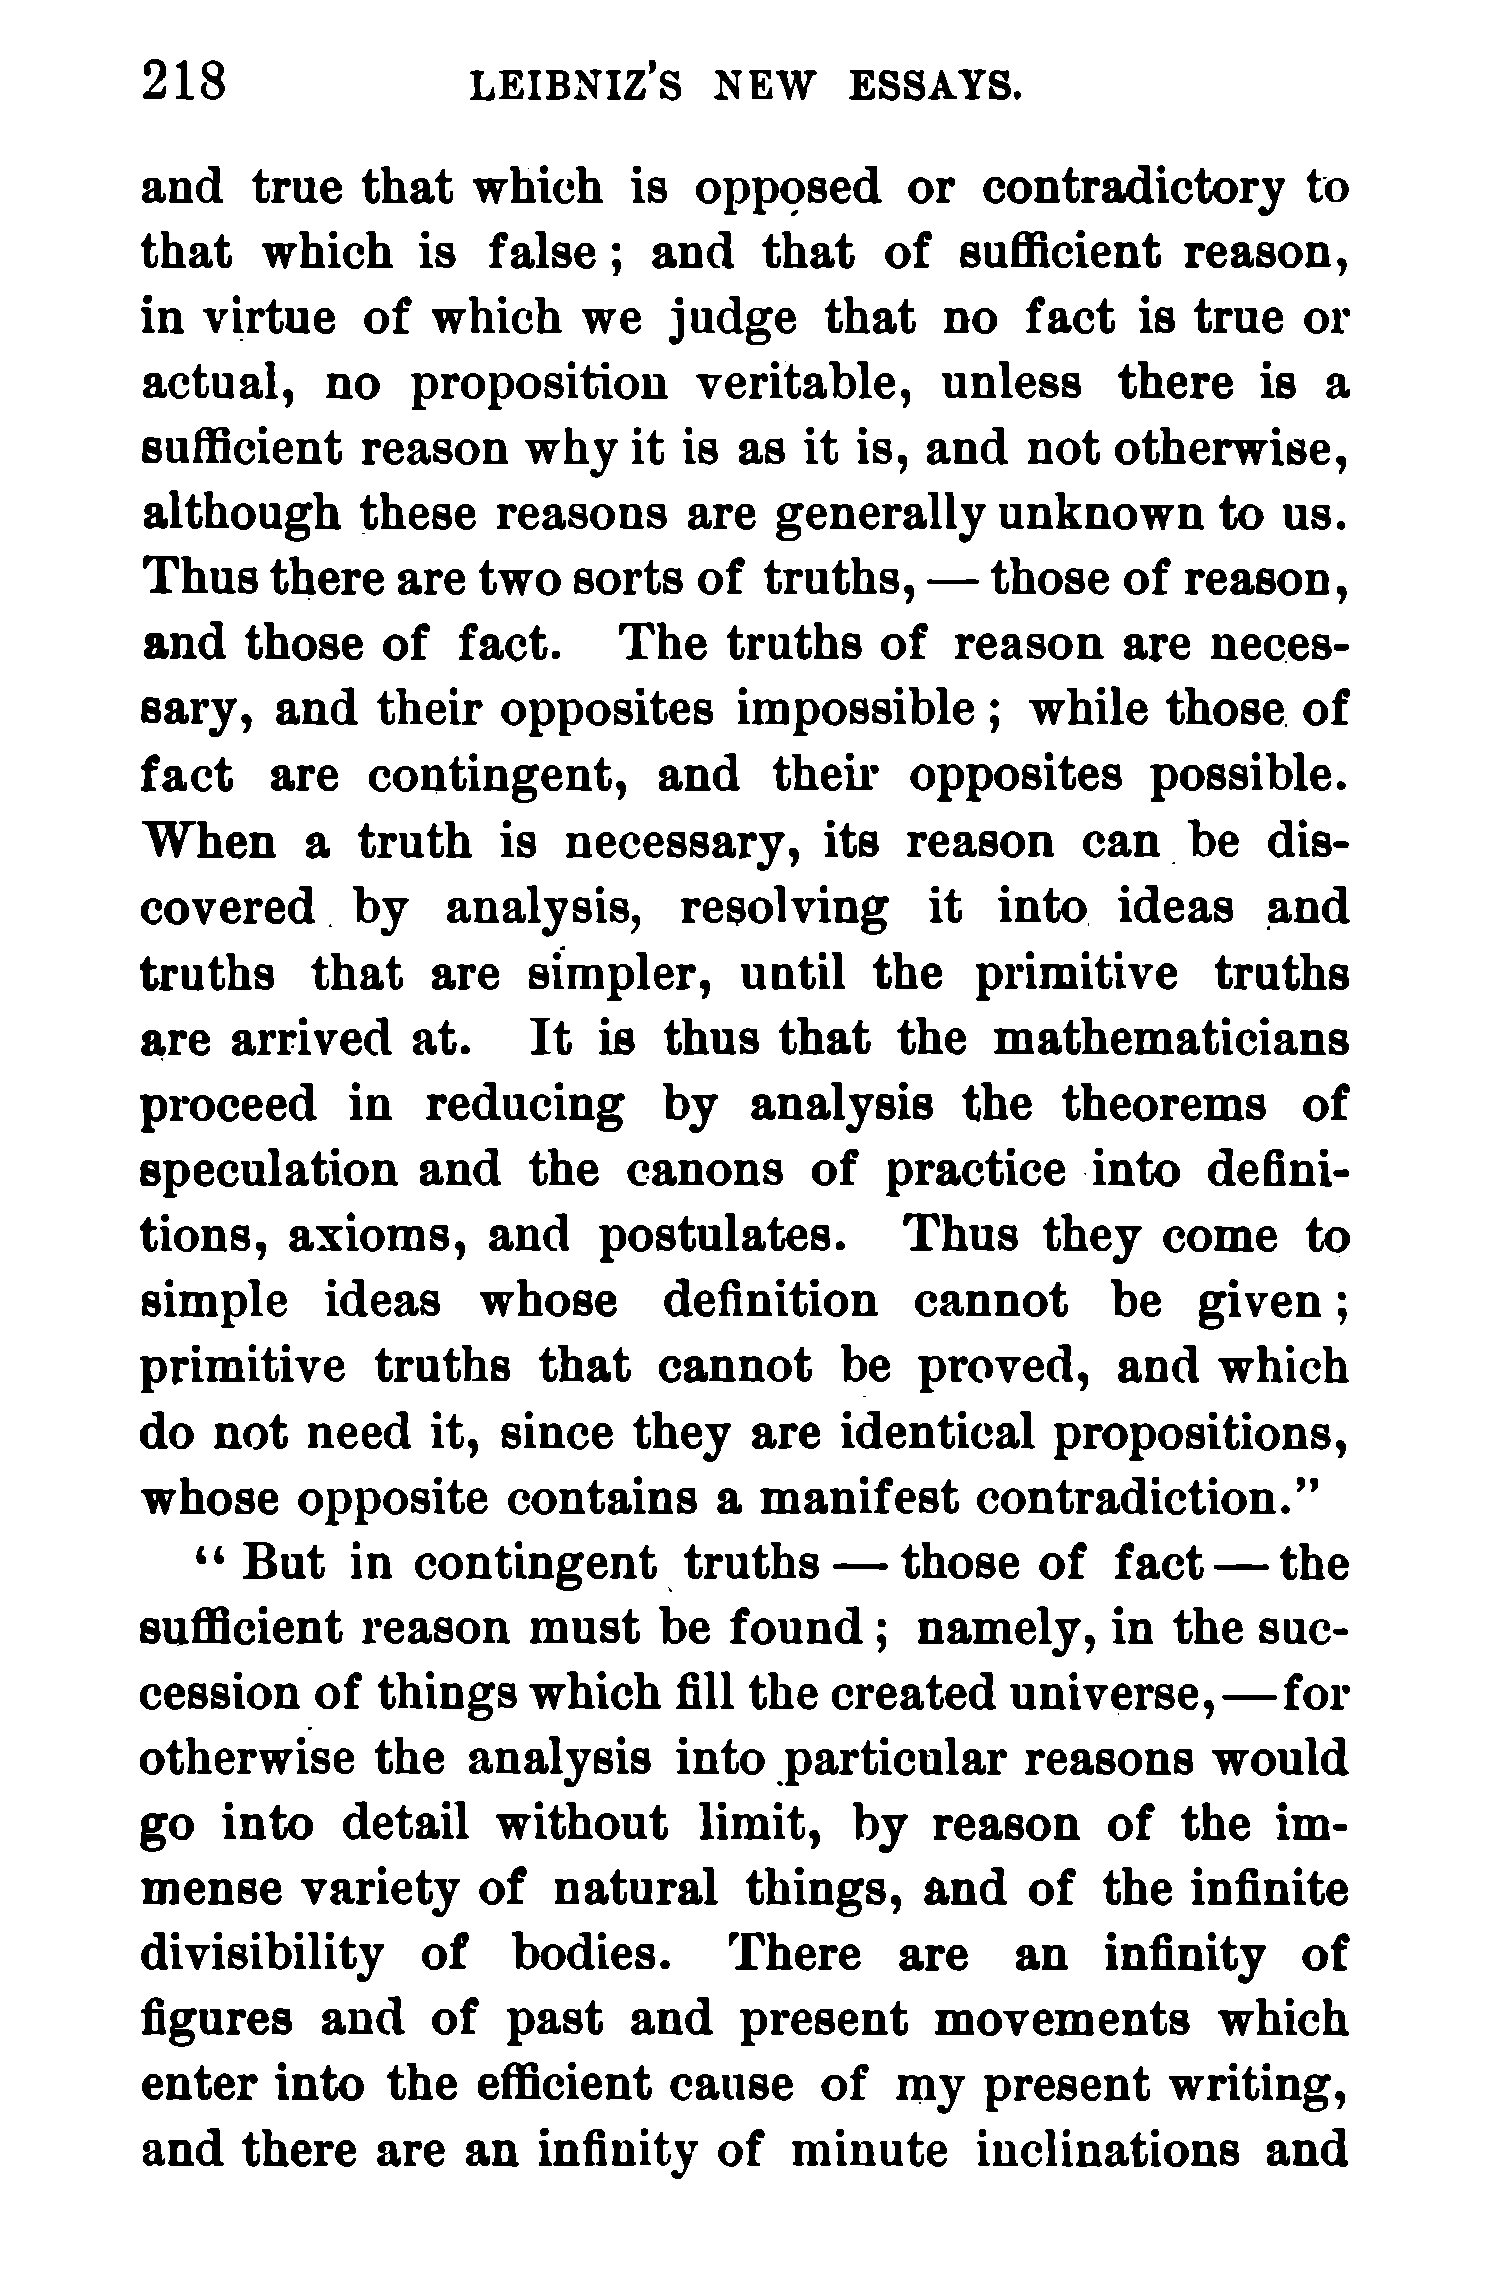 218 LEIBNIZ'S NEW ESSAYS.
and true that which is opposed or contradictory to
that which is false ; and that of sufficient reason,
in virtue of which we judge that no fact is true or
actual, no proposition veritable, unless there is a
sufficient reason why it is as it is, and not otherwise,
although these reasons are generally unknown to us.
Thus there are two sorts of truths, — those of reason,
and those of fact. The truths of reason are neces-
sary, and their opposites impossible ; while those of
fact are contingent, and their opposites possible.
When a truth is necessary, its reason can be dis-
covered by analysis, resolving it into ideas and
truths that are simpler, until the primitive truths
are arrived at. It is thus that the mathematicians
proceed in reducing by analysis the theorems of
speculation and the canons of practice into defini-
tions, axioms, and postulates. Thus they come to
simple ideas whose definition cannot be given ;
primitive truths that cannot be proved, and which
do not need it, since they are identical propositions,
whose opposite contains a manifest contradiction."
" But in contingent truths — those of fact — the
sufficient reason must be found ; namely, in the suc-
cession of things which fill the created universe, — for
otherwise the analysis into particular reasons would
go into detail without limit, by reason of the im-
mense variety of natural things, and of the infinite
divisibility of bodies. There are an infinity of
figures and of past and present movements which
enter into the efficient cause of my present writing,
and there are an infinity of minute inclinations and